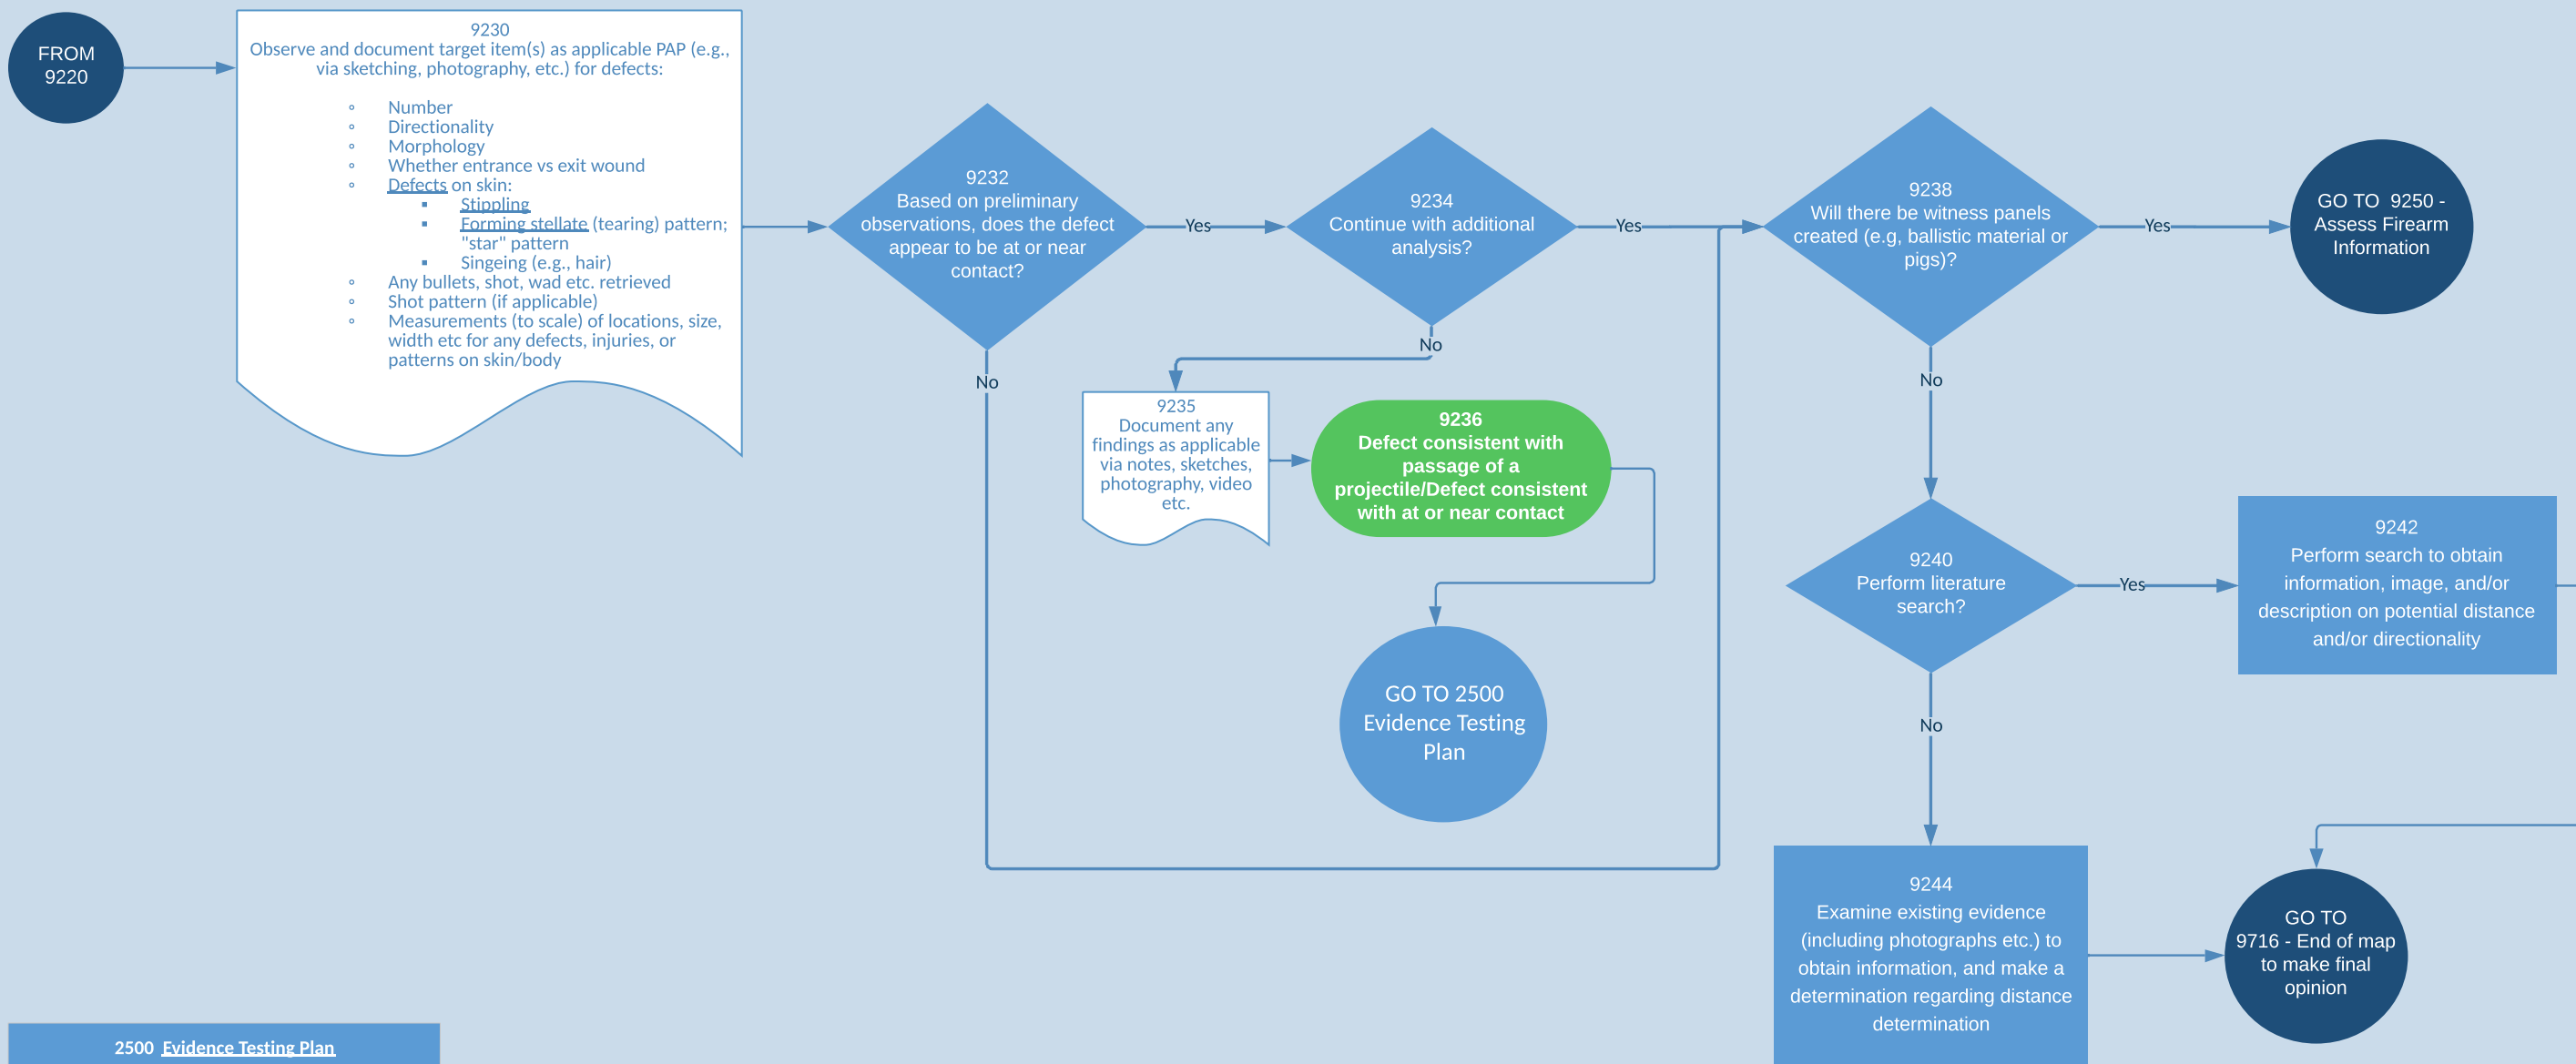 FROM
9220
9230
Observe and document target item(s) as applicable PAP (e.g.,
via sketching, photography, etc.) for defects:
Number
Directionality
Morphology
Whether entrance vs exit wound
Defects on skin:
Stippling
Forming stellate (tearing) pattern;
"star" pattern
Singeing (e.g., hair)
Any bullets, shot, wad etc. retrieved
Shot pattern (if applicable)
Measurements (to scale) of locations, size,
width etc for any defects, injuries, or
patterns on skin/body
9232
Based on preliminary
observations, does the defect
appear to be at or near
contact?
Yes
No
9234
Continue with additional
analysis?
Yes
No
9235
Document any
findings as applicable
via notes, sketches,
photography, video
etc.
9236
Defect consistent with
passage of a
projectile/Defect consistent
with at or near contact
GO TO 2500
Evidence Testing
Plan
9238
Will there be witness panels
created (e.g, ballistic material or
pigs)?
Yes
No
GO TO  9250 -
Assess Firearm
Information
9240
Perform literature
search?
Yes
No
9242
Perform search to obtain
information, image, and/or
description on potential distance
and/or directionality
9244
Examine existing evidence
(including photographs etc.) to
obtain information, and make a
determination regarding distance
determination
GO TO
9716 - End of map
to make final
opinion
2500 Evidence Testing Plan